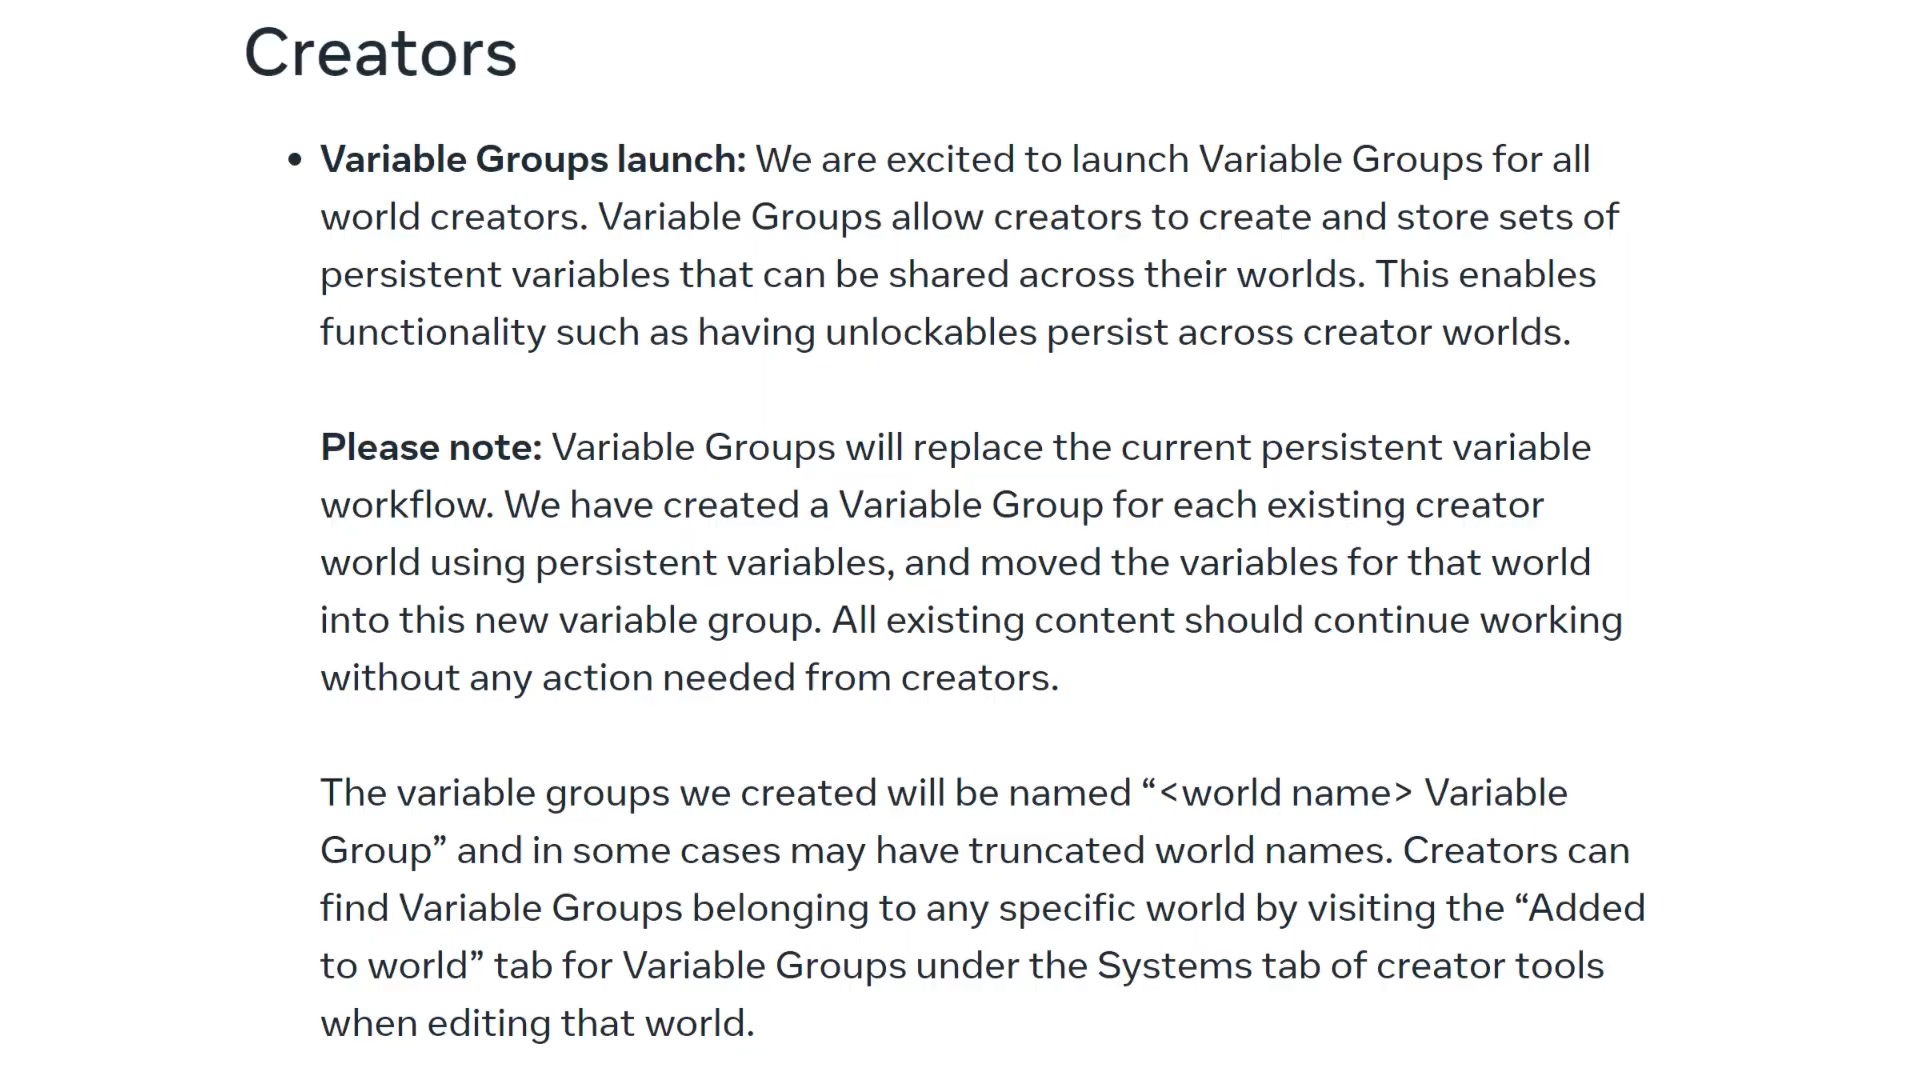 Creators
• Variable Groups launch: We are excited to launch Variable Groups for all
world creators. Variable Groups allow creators to create and store sets of
persistent variables that can be shared across their worlds. This enables
functionality such as having unlockables persist across creator worlds.
Please note: Variable Groups will replace the current persistent variable
workflow. We have created a Variable Group for each existing creator
world using persistent variables, and moved the variables for that world
into this new variable group. All existing content should continue working
without any action needed from creators.
The variable groups we created will be named “<world name> Variable
Group” and in some cases may have truncated world names. Creators can
find Variable Groups belonging to any specific world by visiting the “Added
to world” tab for Variable Groups under the Systems tab of creator tools
when editing that world.